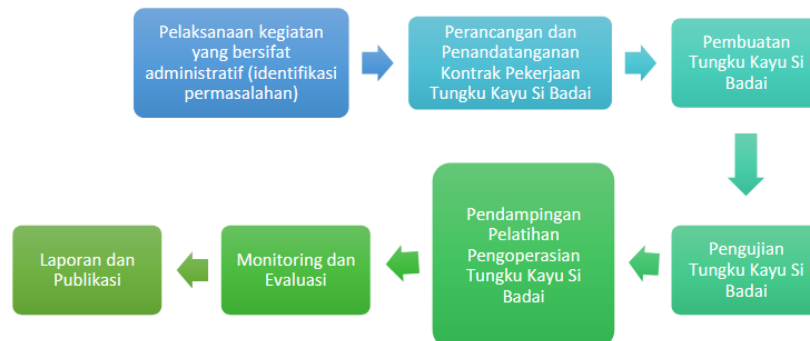 Pelaksanaan kegiatan
yang bersifat
administratif (identifikasi
permasalahan)
Perancangan dan
Penandatanganan
Kontrak Pekerjaan
Tungku Kayu Si Badai
Pembuatan
Tungku Kayu Si
Badai
Pengujian
Tungku Kayu Si
Badai
Pendampingan
Pelatihan
Pengoperasian
Tungku Kayu Si
Badai
Monitoring dan
Evaluasi
Laporan dan
Publikasi